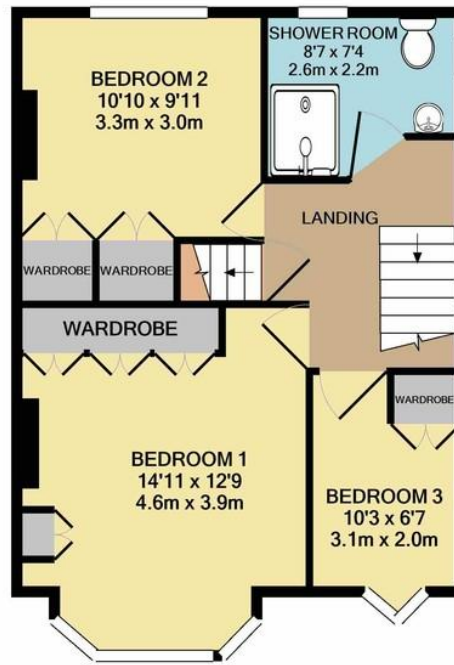 SHOWER ROOM
8'7 x 7'4
2.6m x 2.2m
BEDROOM 2
10'10 x 9'11
3.3m x 3.0m
LANDING
WARDROBE
WARDROBE
WARDROBE
WARDROBE
BEDROOM 1
14'11 x 12'9
4.6m x 3.9m
BEDROOM 3
10'3 x 6'7
3.1m x 2.0m